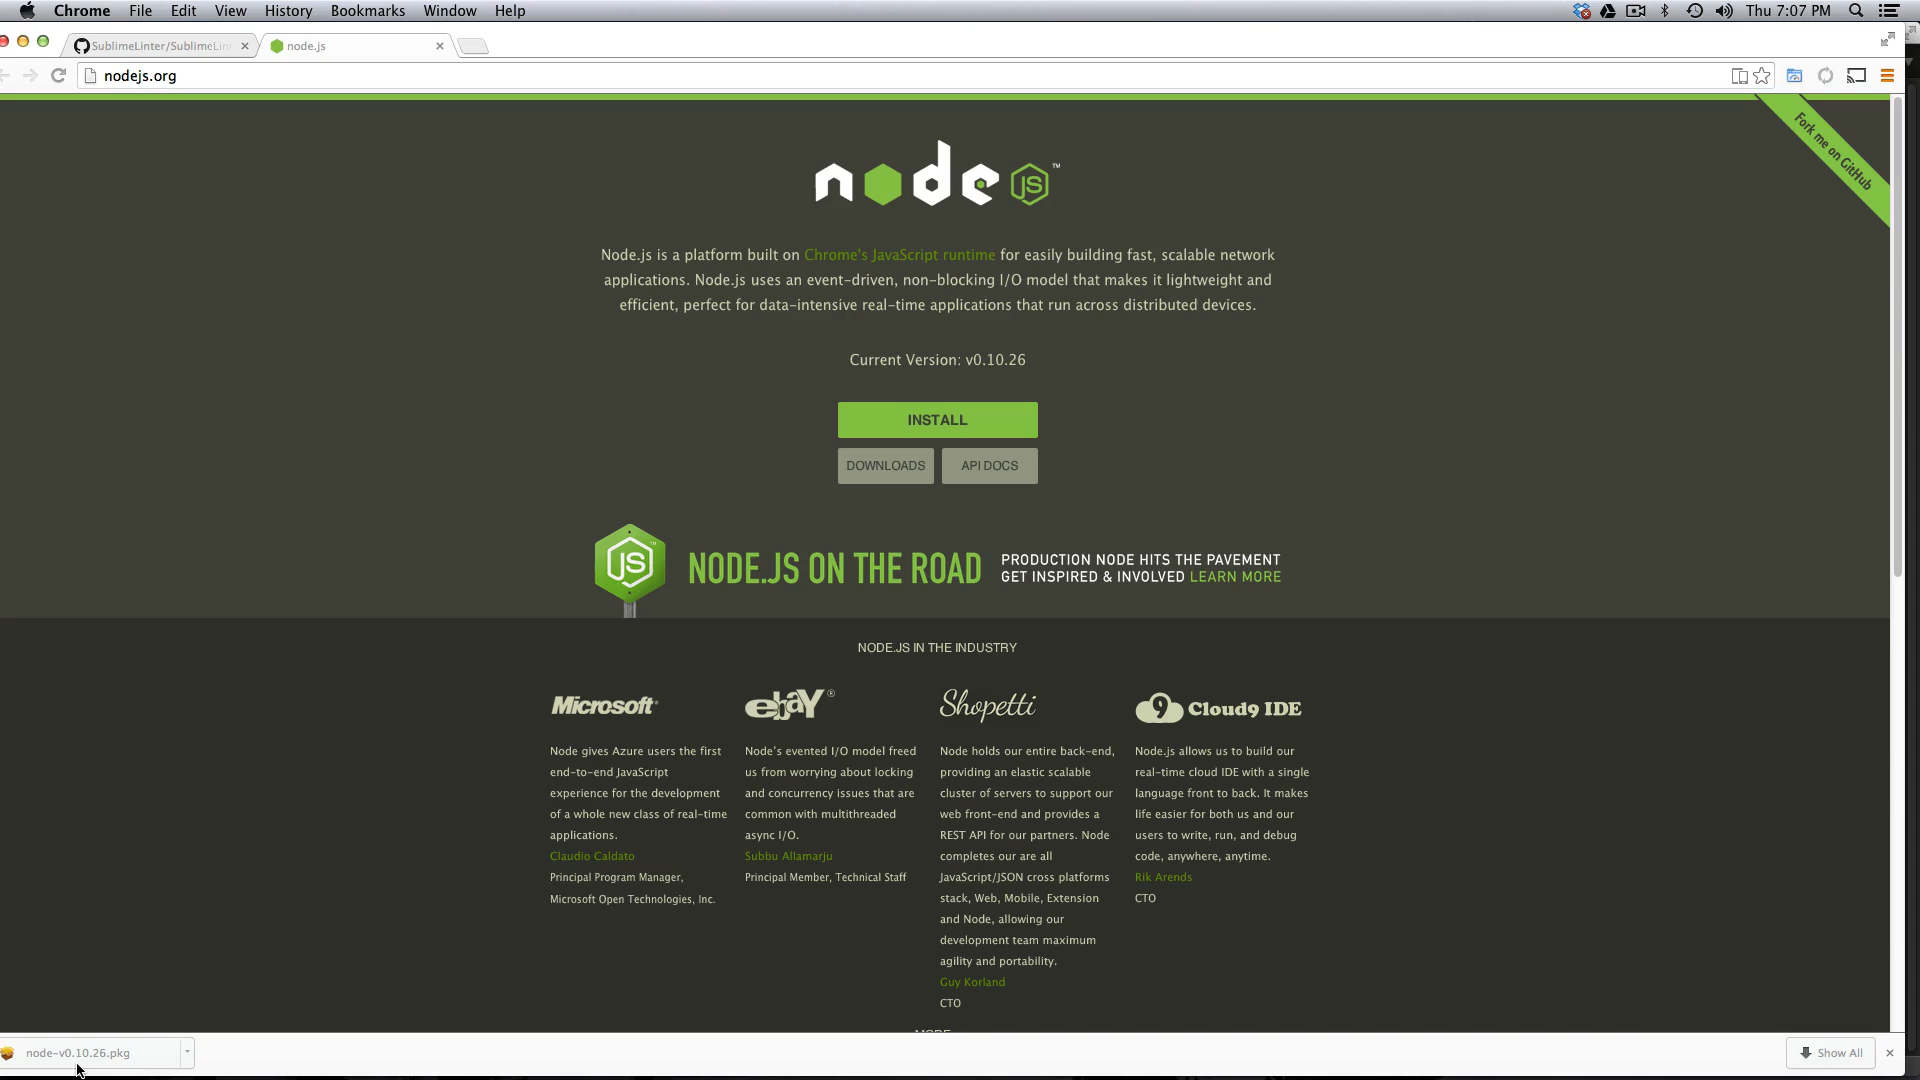 Chrome File Edit View History Bookmarks Window Help Thu 7:07 PM
SublimeLinter/SublimeLin node.js
nodejs.org
Fork me on GitHub
node JS ™
Node.js is a platform built on Chrome's JavaScript runtime for easily building fast, scalable network
applications. Node.js uses an event-driven, non-blocking I/O model that makes it lightweight and
efficient, perfect for data-intensive real-time applications that run across distributed devices.
Current Version: v0.10.26
INSTALL
DOWNLOADS API DOCS
JS NODE.JS ON THE ROAD PRODUCTION NODE HITS THE PAVEMENT
GET INSPIRED & INVOLVED LEARN MORE
NODE.JS IN THE INDUSTRY
Microsoft
Node gives Azure users the first
end-to-end JavaScript
experience for the development
of a whole new class of real-time
applications.
Claudio Caldato
Principal Program Manager,
Microsoft Open Technologies, Inc.
ebaY®
Node's evented I/O model freed
us from worrying about locking
and concurrency issues that are
common with multithreaded
async I/O.
Subbu Allamarju
Principal Member, Technical Staff
Shopetti
Node holds our entire back-end,
providing an elastic scalable
cluster of servers to support our
web front-end and provides a
REST API for our partners. Node
completes our are all
JavaScript/JSON cross platforms
stack, Web, Mobile, Extension
and Node, allowing our
development team maximum
agility and portability.
Guy Korland
CTO
9 Cloud9 IDE
Node.js allows us to build our
real-time cloud IDE with a single
language front to back. It makes
life easier for both us and our
users to write, run, and debug
code, anywhere, anytime.
Rik Arends
CTO
MORE
node-v0.10.26.pkg Show All